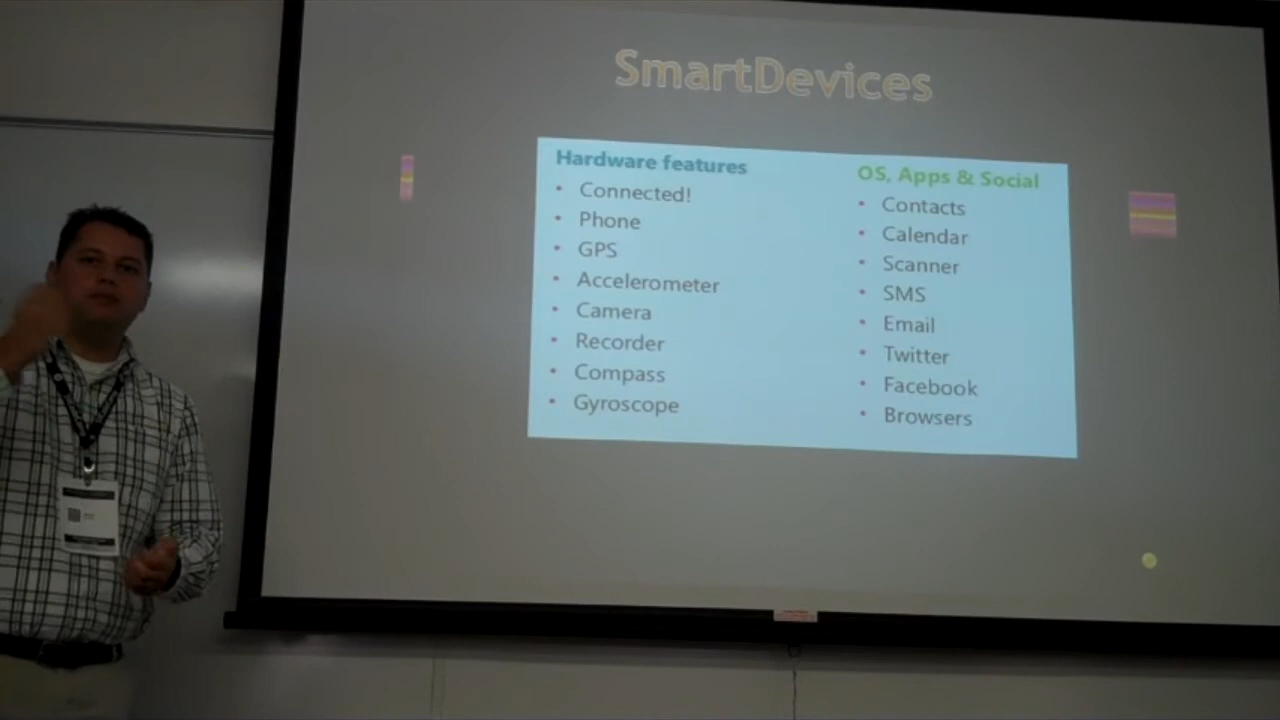 SmartDevices
Hardware features
• Connected!
• Phone
• GPS
• Accelerometer
• Camera
• Recorder
• Compass
• Gyroscope
OS, Apps & Social
• Contacts
• Calendar
• Scanner
• SMS
• Email
• Twitter
• Facebook
• Browsers